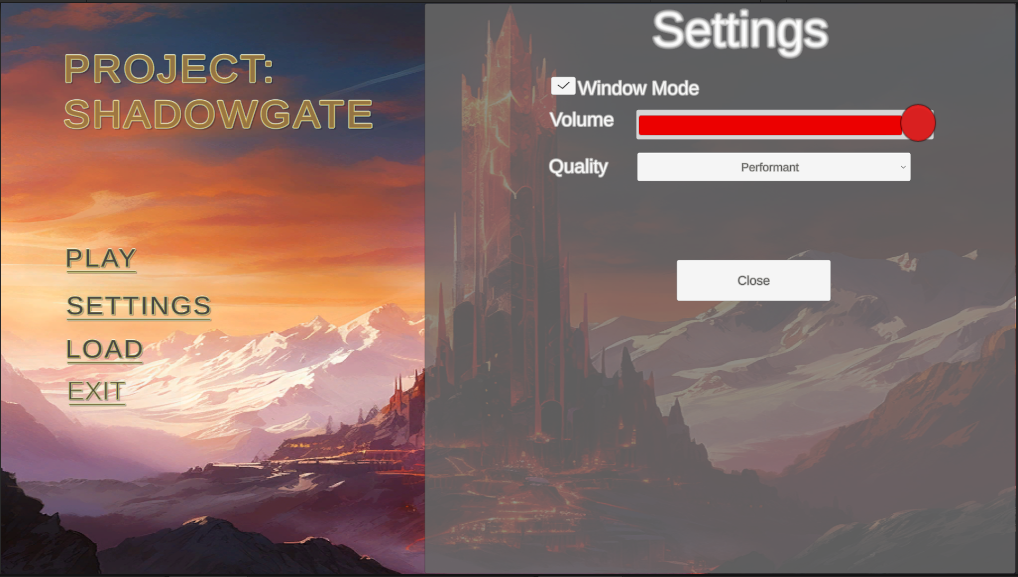 PROJECT:
SHADOWGATE
PLAY
SETTINGS
LOAD
EXIT
Settings
Window Mode
Volume
Quality
Performant
Close